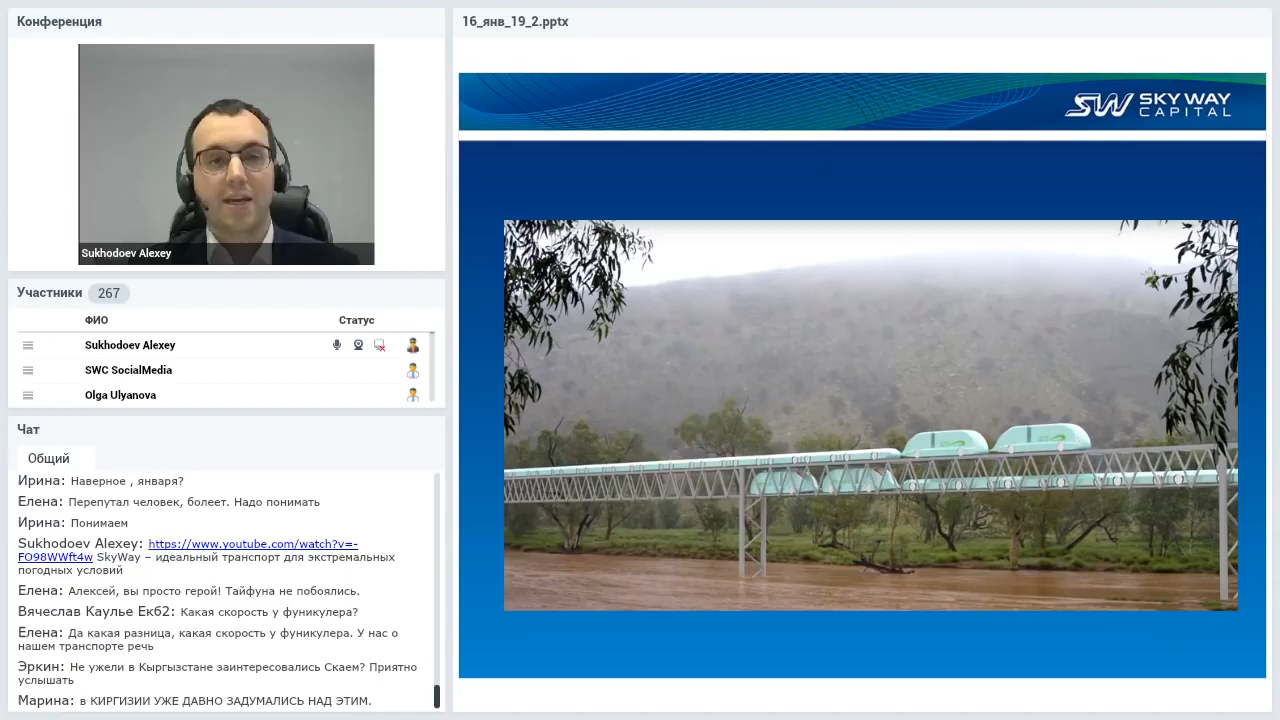 Конференция
Sukhodoev Alexey
Участники 267
ФИО Статус
Sukhodoev Alexey
SWC SocialMedia
Olga Ulyanova
Чат
Общий
Ирина: Наверное , января?
Елена: Перепутал человек, болеет. Надо понимать
Ирина: Понимаем
Sukhodoev Alexey: https://www.youtube.com/watch?v=-
FO98WWft4w SkyWay – идеальный транспорт для экстремальных
погодных условий
Елена: Алексей, вы просто герой! Тайфуна не побоялись.
Вячеслав Каулье Екб2: Какая скорость у фуникулера?
Елена: Да какая разница, какая скорость у фуникулера. У нас о
нашем транспорте речь
Эркин: Не ужели в Кыргызстане заинтересовались Скаем? Приятно
услышать
Марина: в КИРГИЗИИ УЖЕ ДАВНО ЗАДУМАЛИСЬ НАД ЭТИМ.
16_янв_19_2.pptx
SW SKY WAY
CAPITAL